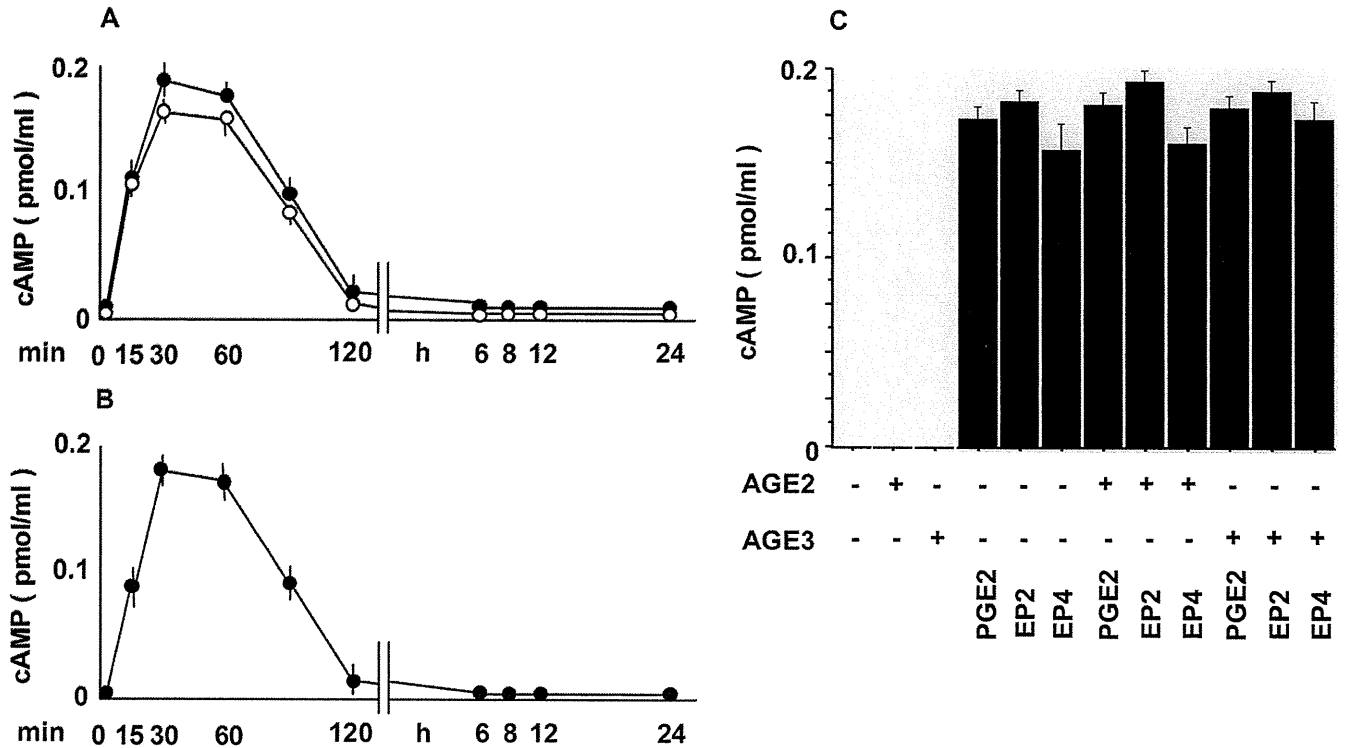 A
cAMP ( pmol/ml )
0.2
0.1
0
min 0 15 30 60 120 h 6 8 12 24
B
cAMP ( pmol/ml )
0.2
0.1
0
min 0 15 30 60 120 h 6 8 12 24
C
cAMP ( pmol/ml )
0.2
0.1
0
AGE2 - + - - - - + + + - - -
AGE3 - - + - - - - - - + + +
PGE2 EP2 EP4 PGE2 EP2 EP4 PGE2 EP2 EP4